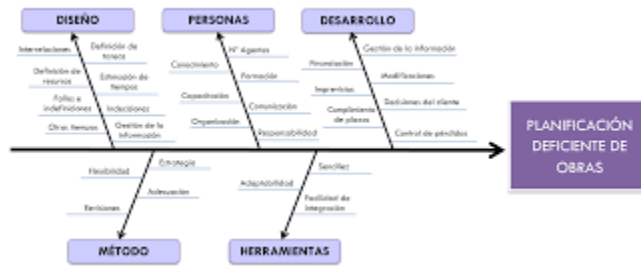 DISEÑO
PERSONAS
DESARROLLO
Interrelaciones
Definición de
tareas
Definición de
recursos
Estimación de
tiempos
Fallos e
indefiniciones
Indecisiones
Otros tiempos
Gestión de la
información
Nº Agentes
Conocimiento
Formación
Capacitación
Comunicación
Organización
Responsabilidad
Gestión de la información
Financiación
Modificaciones
Imprevistos
Decisiones del cliente
Cumplimiento
de plazos
Control de pérdidas
PLANIFICACIÓN
DEFICIENTE DE
OBRAS
Estrategia
Flexibilidad
Adecuación
Revisiones
Sencillez
Adaptabilidad
Facilidad de
integración
MÉTODO
HERRAMIENTAS